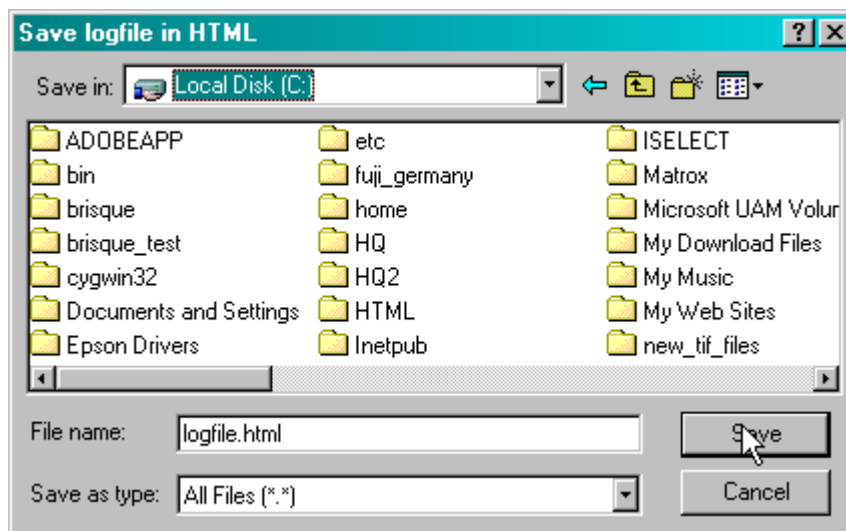 Save logfile in HTML
Save in: Local Disk (C:)
ADOBEAPP
bin
brisque
brisque_test
cygwin32
Documents and Settings
Epson Drivers
etc
fuji_germany
home
HQ
HQ2
HTML
Inetpub
ISELECT
Matrox
Microsoft UAM Volur
My Download Files
My Music
My Web Sites
new_tif_files
File name: logfile.html
Save
Save as type: All Files (*.*)
Cancel